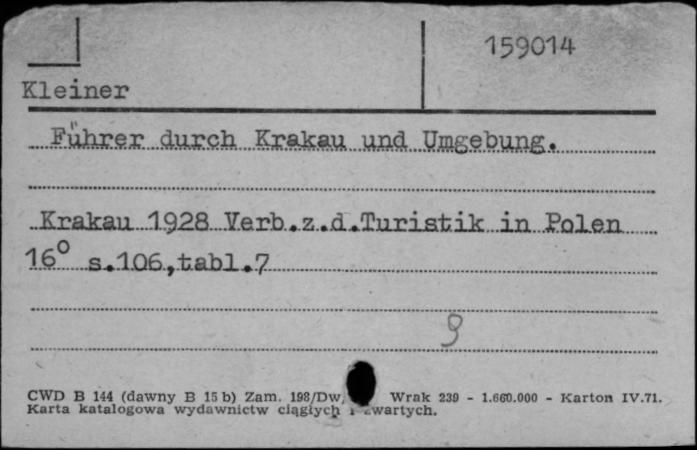 159014
Kleiner
Führer durch Krakau und Umgebung.
Krakau 1928 Verb.z.d.Turistik in Polen
16° s.106,tabl.7
9
CWD B 144 (dawny B 15 b) Zam. 198/Dw, Wrak 239 - 1.660.000 - Karton IV.71.
Karta katalogowa wydawnictw ciągłych i zwartych.